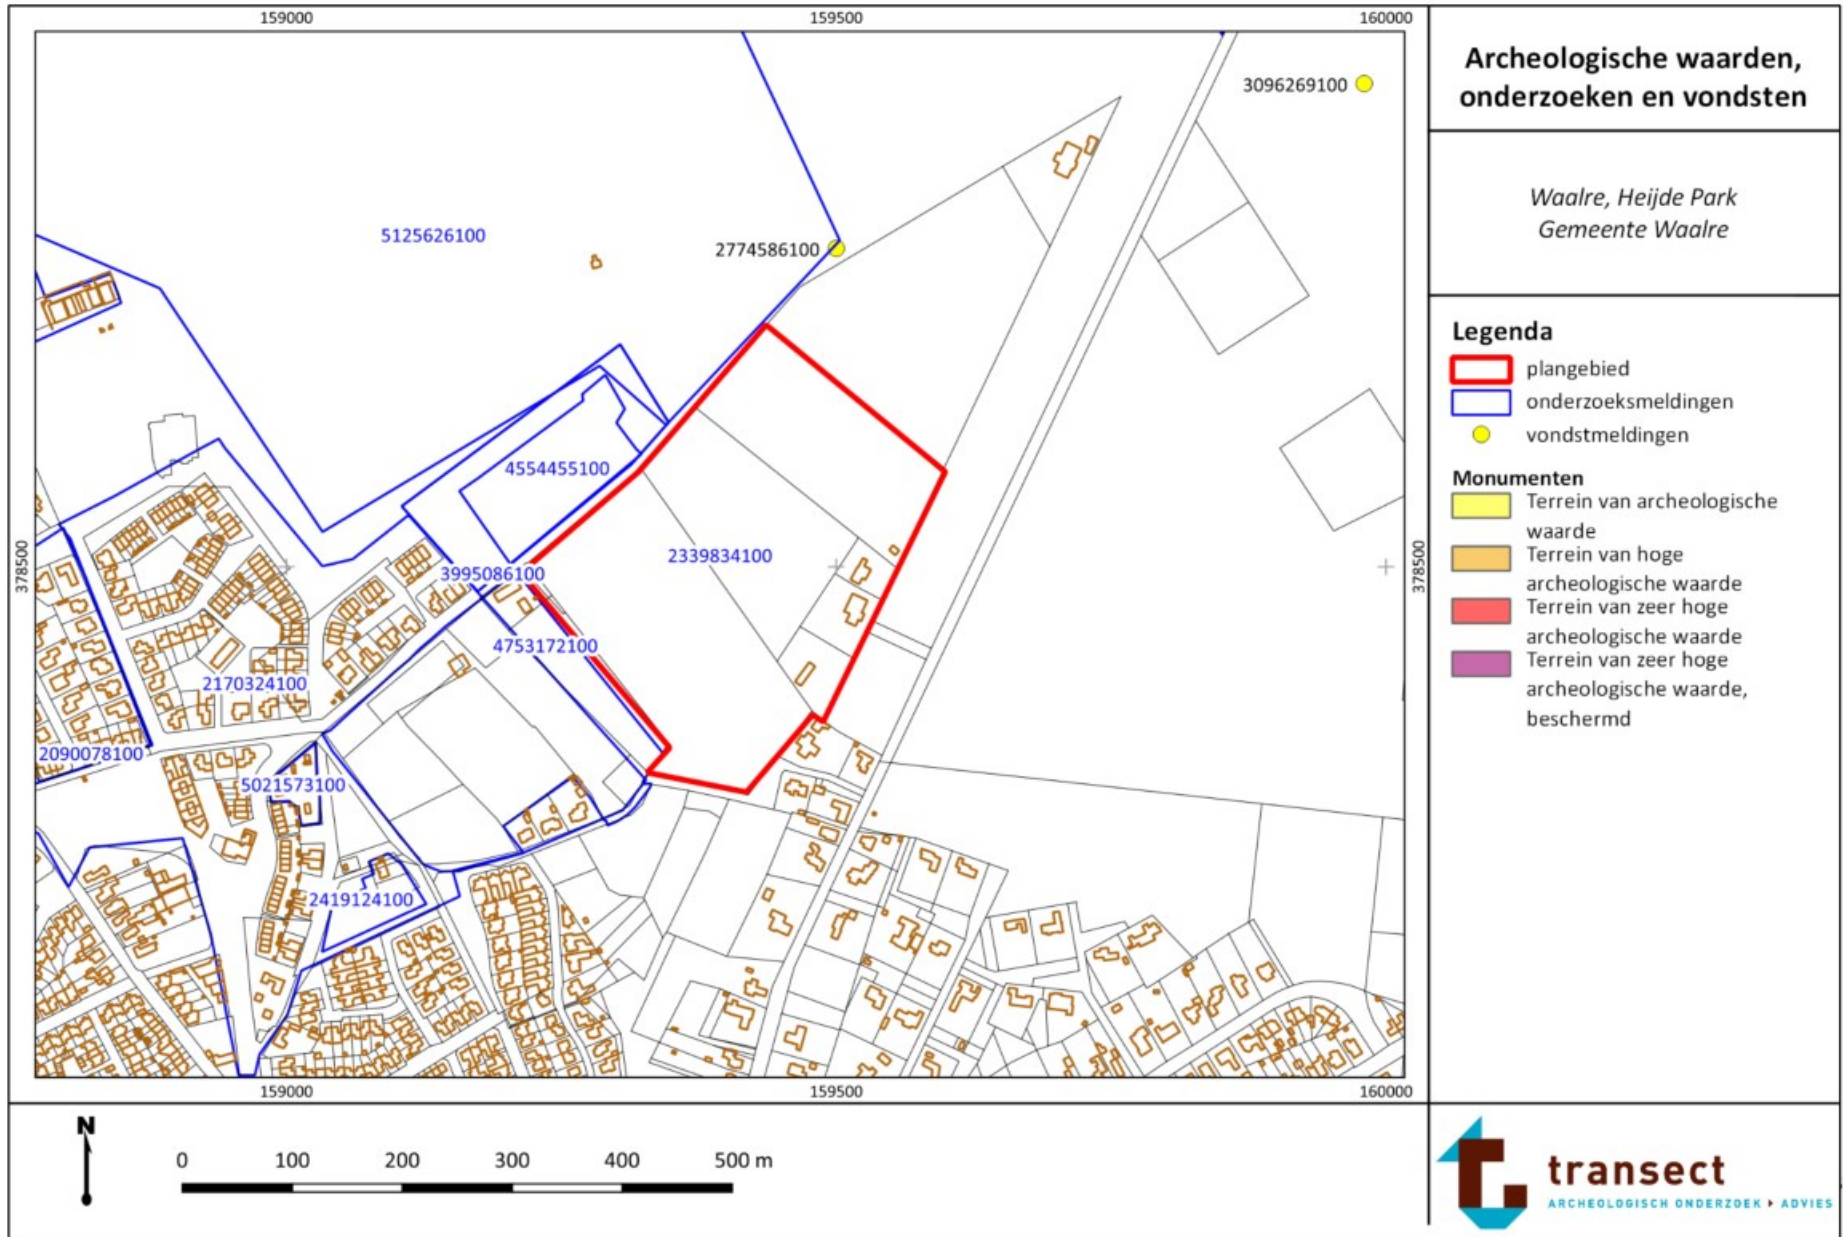 159000
159500
160000
3096269100
5125626100
2774586100
4554455100
378500
2339834100
378500
3995086100
4753172100
2170324100
2090078100
5021573100
2419124100
159000
159500
160000
N
0 100 200 300 400 500 m
Archeologische waarden,
onderzoeken en vondsten
Waalre, Heijde Park
Gemeente Waalre
Legenda
plangebied
onderzoeksmeldingen
vondstmeldingen
Monumenten
Terrein van archeologische
waarde
Terrein van hoge
archeologische waarde
Terrein van zeer hoge
archeologische waarde
Terrein van zeer hoge
archeologische waarde,
beschermd
transect
ARCHEOLOGISCH ONDERZOEK ▸ ADVIES